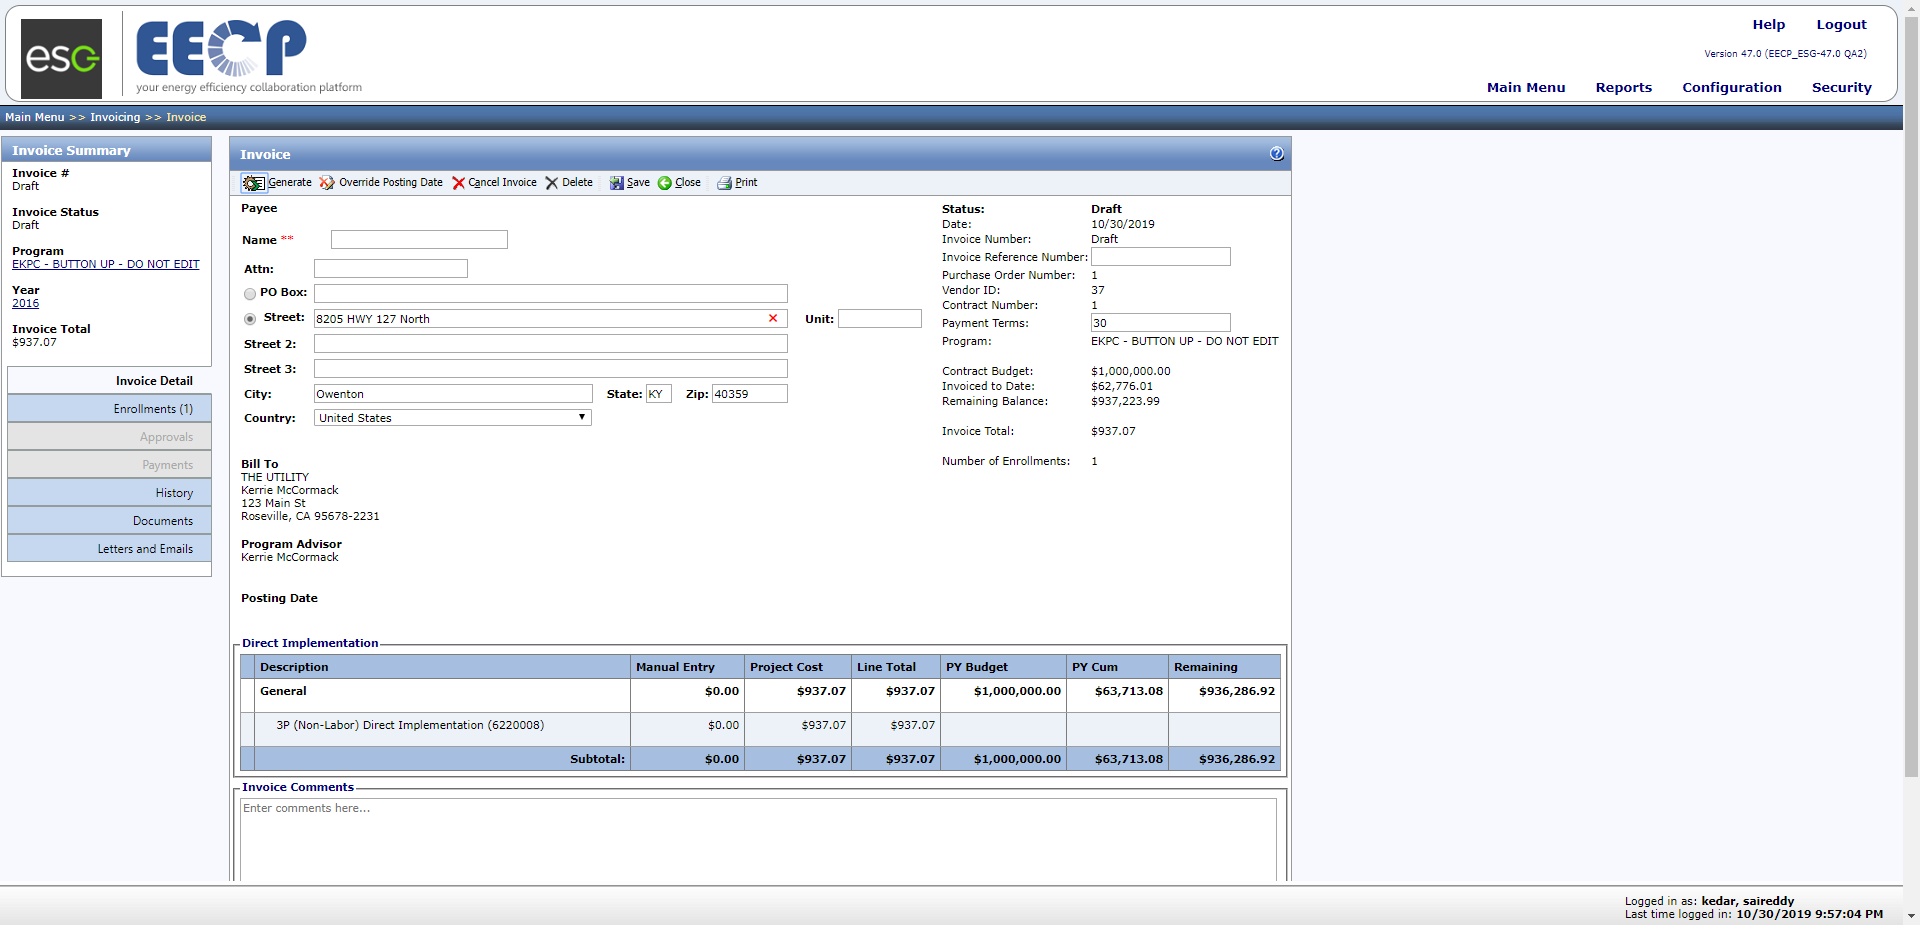 esg
EECP
your energy efficiency collaboration platform
Help Logout
Version 47.0 (EECP_ESG-47.0 QA2)
Main Menu Reports Configuration Security
Main Menu >> Invoicing >> Invoice
Invoice Summary
Invoice #
Draft
Invoice Status
Draft
Program
EKPC - BUTTON UP - DO NOT EDIT
Year
2016
Invoice Total
$937.07
Invoice Detail
Enrollments (1)
Approvals
Payments
History
Documents
Letters and Emails
Invoice ?
Generate Override Posting Date Cancel Invoice Delete Save Close Print
Payee
Name **
Attn:
PO Box:
Street: 8205 HWY 127 North Unit:
Street 2:
Street 3:
City: Owenton State: KY Zip: 40359
Country: United States
Bill To
THE UTILITY
Kerrie McCormack
123 Main St
Roseville, CA 95678-2231
Program Advisor
Kerrie McCormack
Posting Date
Status: Draft
Date: 10/30/2019
Invoice Number: Draft
Invoice Reference Number:
Purchase Order Number: 1
Vendor ID: 37
Contract Number: 1
Payment Terms: 30
Program: EKPC - BUTTON UP - DO NOT EDIT
Contract Budget: $1,000,000.00
Invoiced to Date: $62,776.01
Remaining Balance: $937,223.99
Invoice Total: $937.07
Number of Enrollments: 1
Direct Implementation
Description Manual Entry Project Cost Line Total PY Budget PY Cum Remaining
General $0.00 $937.07 $937.07 $1,000,000.00 $63,713.08 $936,286.92
3P (Non-Labor) Direct Implementation (6220008) $0.00 $937.07 $937.07
Subtotal: $0.00 $937.07 $937.07 $1,000,000.00 $63,713.08 $936,286.92
Invoice Comments
Enter comments here...
Logged in as: kedar, saireddy
Last time logged in: 10/30/2019 9:57:04 PM